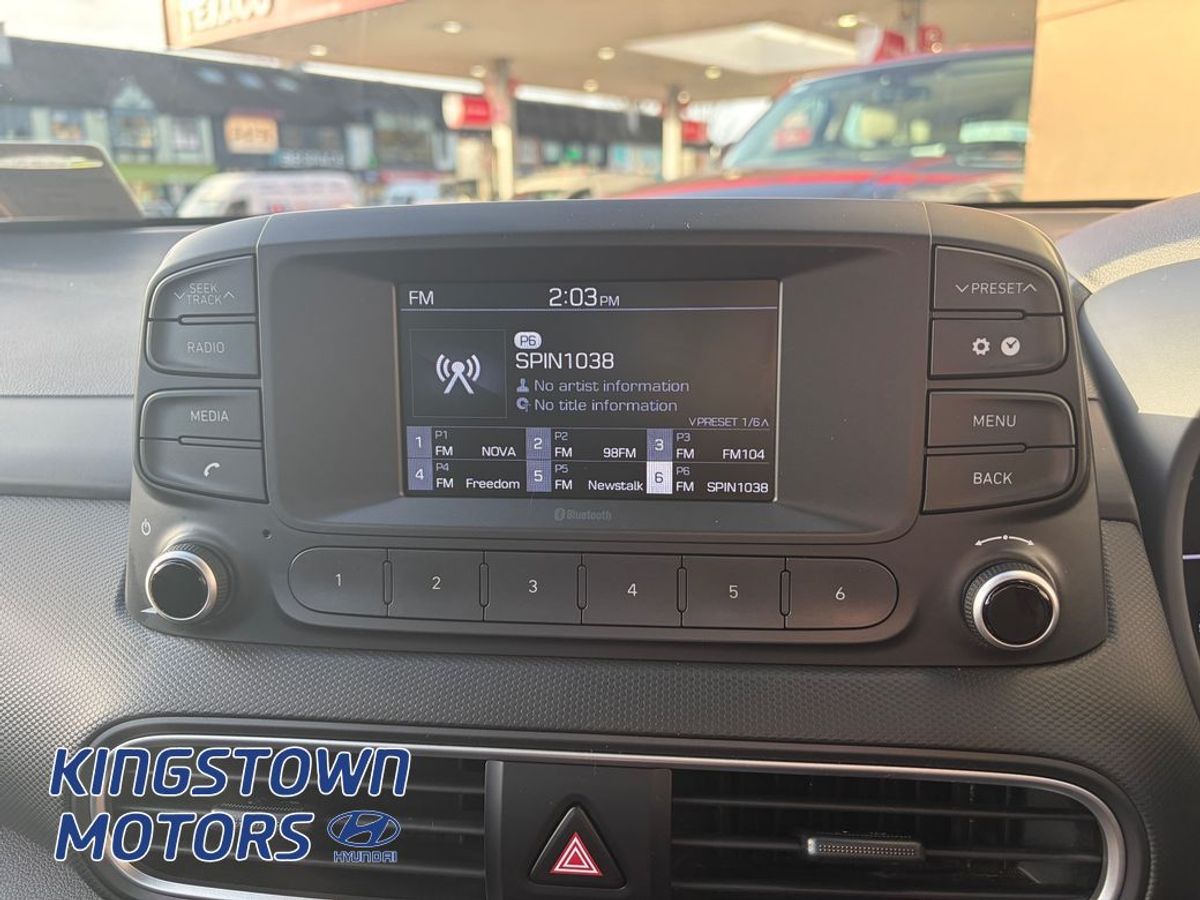 TEXACO
SEEK
TRACK
RADIO
MEDIA
FM 2:03 PM
P6
SPIN1038
No artist information
No title information
PRESET 1/6
1 P1 FM NOVA
2 P2 FM 98FM
3 P3 FM FM104
4 P4 FM Freedom
5 P5 FM Newstalk
6 P6 FM SPIN1038
Bluetooth
PRESET
MENU
BACK
1 2 3 4 5 6
KINGSTOWN
MOTORS
HYUNDAI